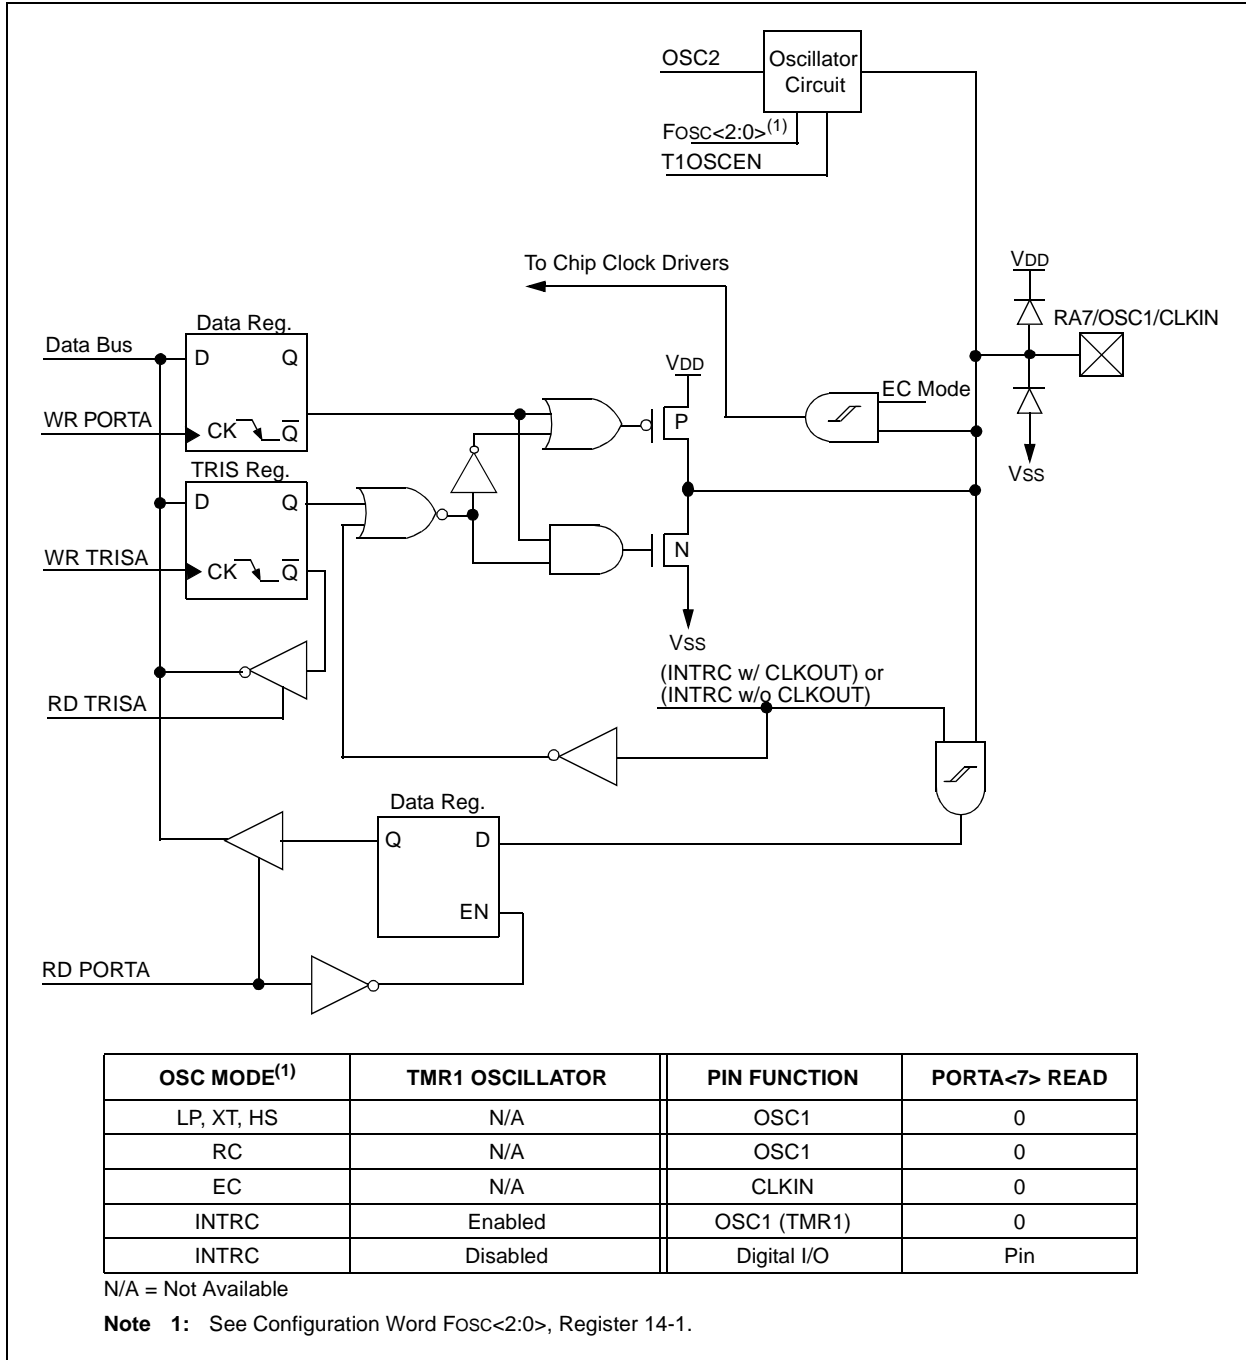 OSC2
Oscillator
Circuit
FOSC<2:0>(1)
T1OSCEN
To Chip Clock Drivers
VDD
RA7/OSC1/CLKIN
Data Reg.
Data Bus
D Q
VDD
EC Mode
WR PORTA
CK Q̅
P
VSS
TRIS Reg.
D Q
WR TRISA
CK Q̅
N
VSS
(INTRC w/ CLKOUT) or
(INTRC w/o CLKOUT)
RD TRISA
Data Reg.
Q D
EN
RD PORTA
OSC MODE(1) TMR1 OSCILLATOR PIN FUNCTION PORTA<7> READ
LP, XT, HS N/A OSC1 0
RC N/A OSC1 0
EC N/A CLKIN 0
INTRC Enabled OSC1 (TMR1) 0
INTRC Disabled Digital I/O Pin
N/A = Not Available
Note 1: See Configuration Word FOSC<2:0>, Register 14-1.